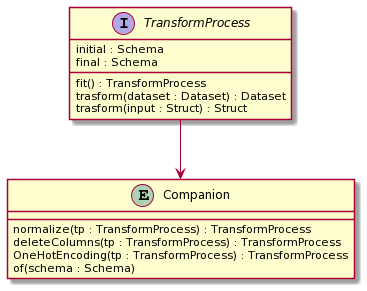 I TransformProcess
initial : Schema
final : Schema
fit() : TransformProcess
trasform(dataset : Dataset) : Dataset
trasform(input : Struct) : Struct
E Companion
normalize(tp : TransformProcess) : TransformProcess
deleteColumns(tp : TransformProcess) : TransformProcess
OneHotEncoding(tp : TransformProcess) : TransformProcess
of(schema : Schema)